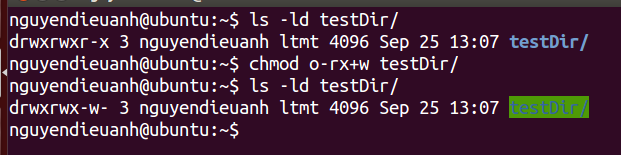 nguyendieuanh@ubuntu:~$ ls -ld testDir/
drwxrwxr-x 3 nguyendieuanh ltmt 4096 Sep 25 13:07 testDir/
nguyendieuanh@ubuntu:~$ chmod o-rx+w testDir/
nguyendieuanh@ubuntu:~$ ls -ld testDir/
drwxrwx-w- 3 nguyendieuanh ltmt 4096 Sep 25 13:07 testDir/
nguyendieuanh@ubuntu:~$